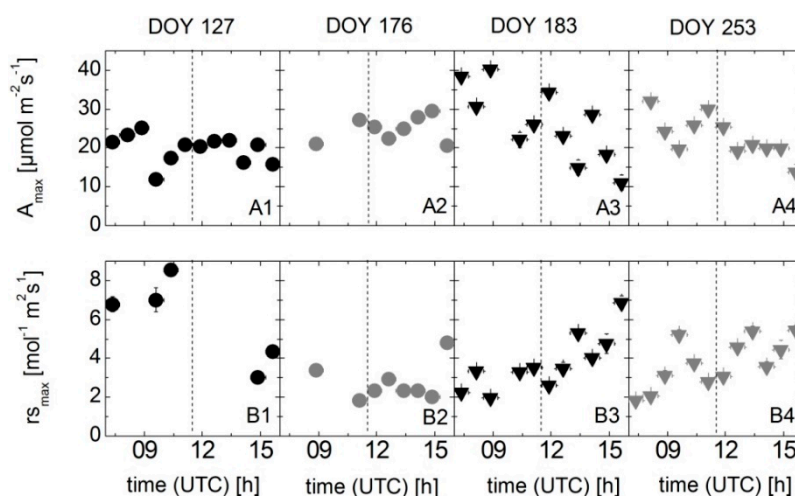 DOY 127 DOY 176 DOY 183 DOY 253
A_max [µmol m⁻² s⁻¹]
40
30
20
10
0
A1 A2 A3 A4
rs_max [mol⁻¹ m² s¹]
8
6
4
2
0
B1 B2 B3 B4
09 12 15 09 12 15 09 12 15 09 12 15
time (UTC) [h] time (UTC) [h] time (UTC) [h] time (UTC) [h]